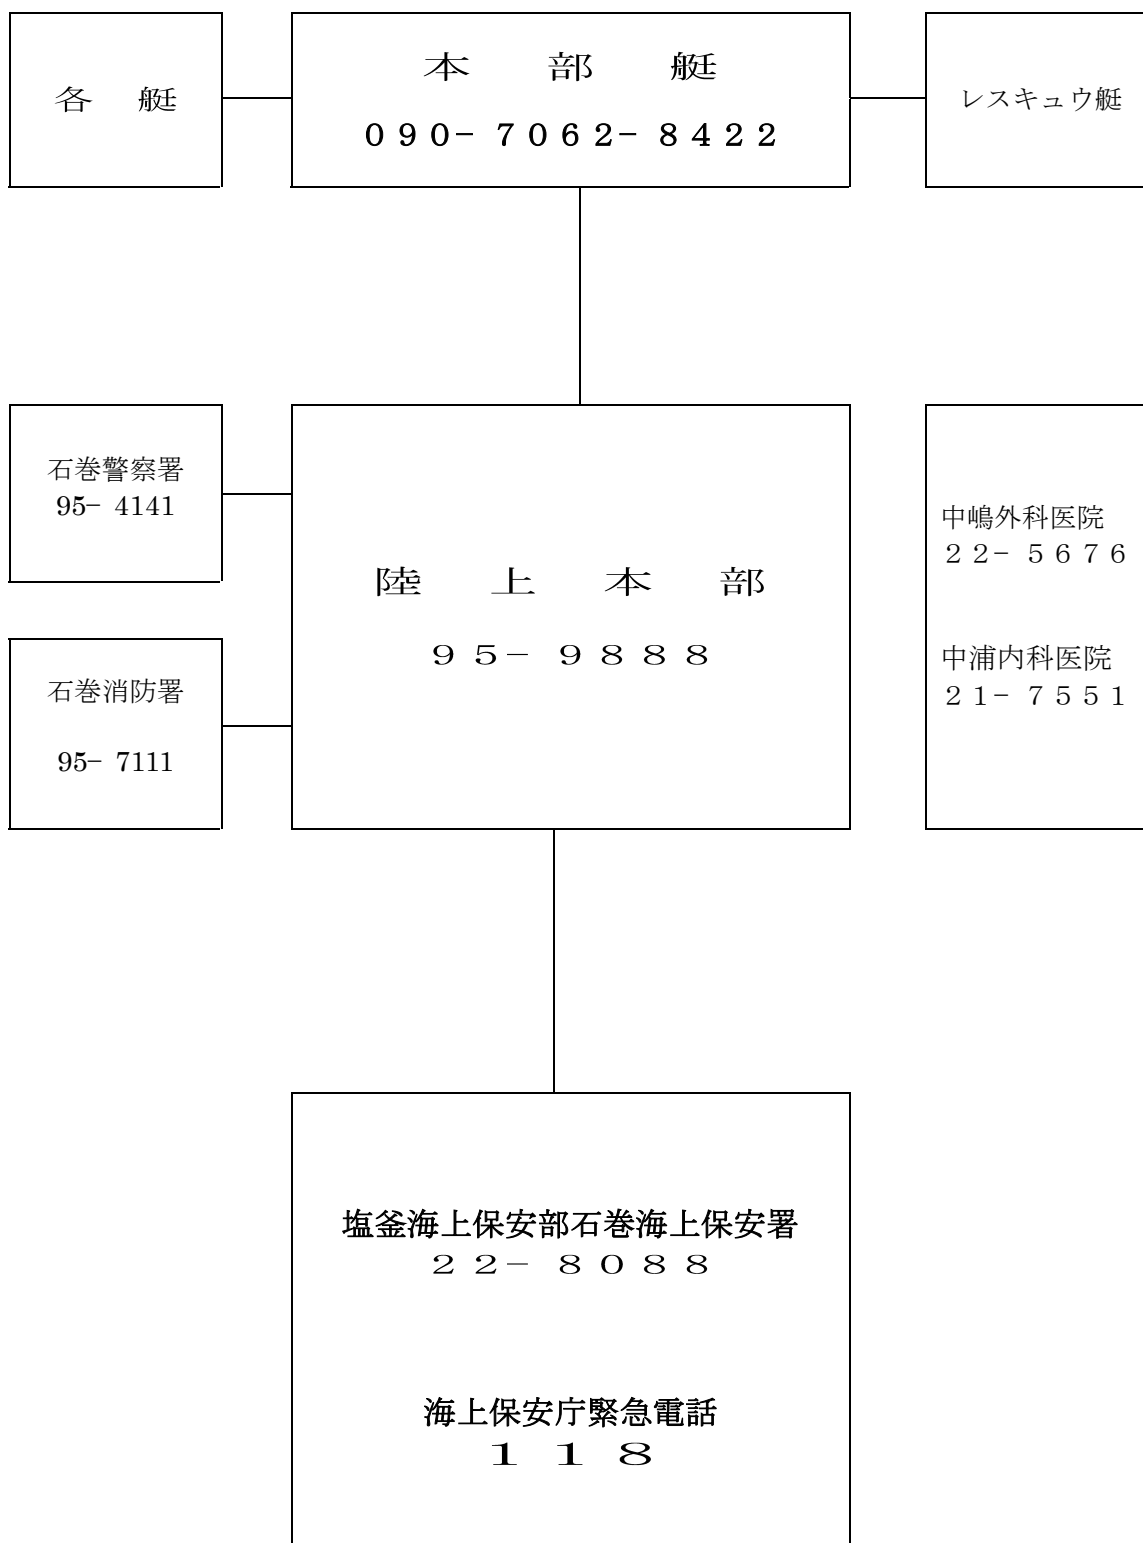 各 艇
本 部 艇
０９０－７０６２－８４２２
レスキュウ艇
石巻警察署
95－4141
石巻消防署
95－7111
陸 上 本 部
９５－９８８８
中嶋外科医院
２２－５６７６
中浦内科医院
２１－７５５１
塩釜海上保安部石巻海上保安署
２２－８０８８
海上保安庁緊急電話
１１８